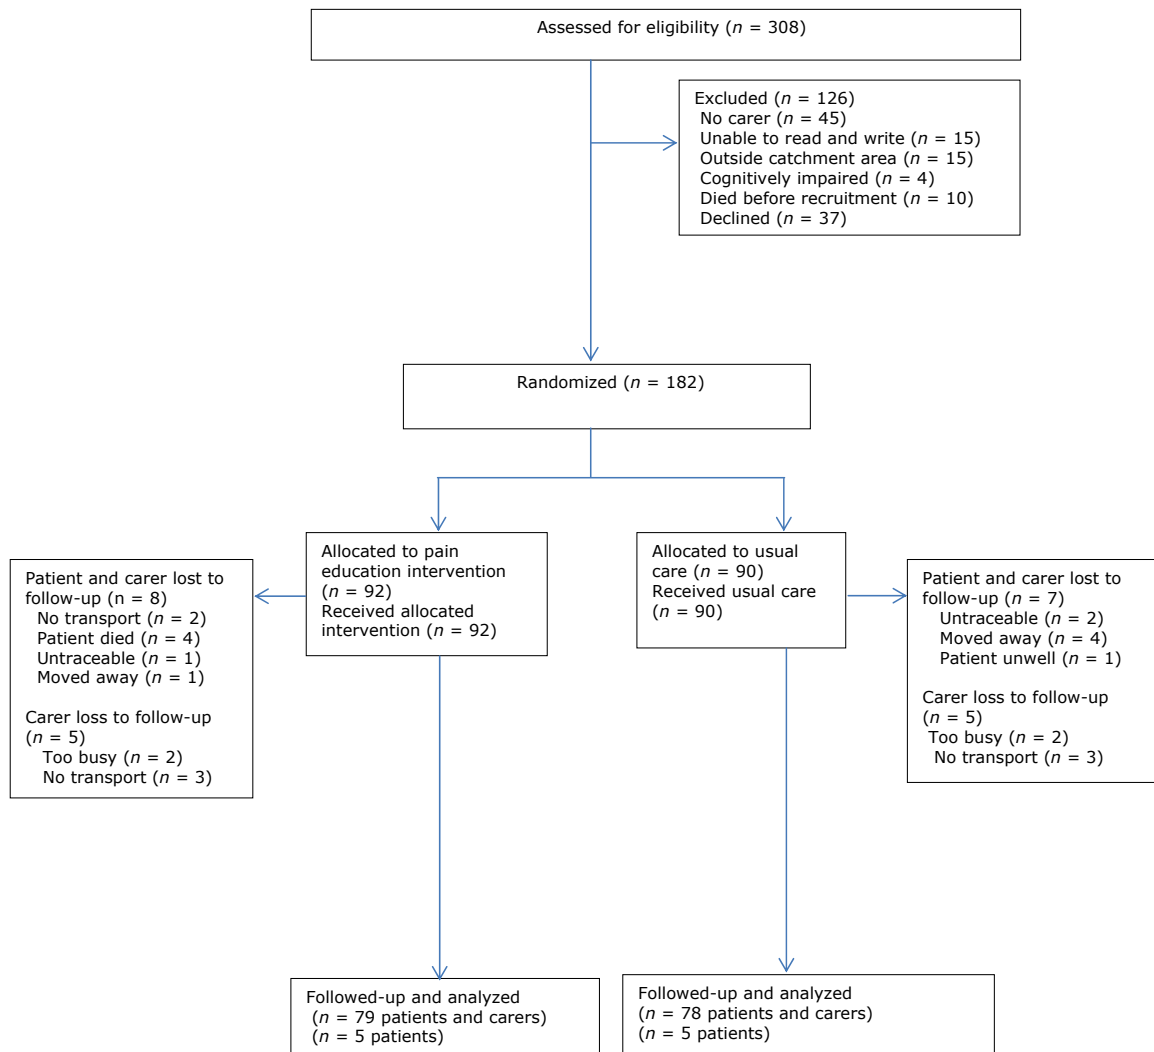 Assessed for eligibility (n = 308)
Excluded (n = 126)
No carer (n = 45)
Unable to read and write (n = 15)
Outside catchment area (n = 15)
Cognitively impaired (n = 4)
Died before recruitment (n = 10)
Declined (n = 37)
Randomized (n = 182)
Allocated to pain
education intervention
(n = 92)
Received allocated
intervention (n = 92)
Allocated to usual
care (n = 90)
Received usual care
(n = 90)
Patient and carer lost to
follow-up (n = 8)
No transport (n = 2)
Patient died (n = 4)
Untraceable (n = 1)
Moved away (n = 1)
Carer loss to follow-up
(n = 5)
Too busy (n = 2)
No transport (n = 3)
Patient and carer lost to
follow-up (n = 7)
Untraceable (n = 2)
Moved away (n = 4)
Patient unwell (n = 1)
Carer loss to follow-up
(n = 5)
Too busy (n = 2)
No transport (n = 3)
Followed-up and analyzed
(n = 79 patients and carers)
(n = 5 patients)
Followed-up and analyzed
(n = 78 patients and carers)
(n = 5 patients)